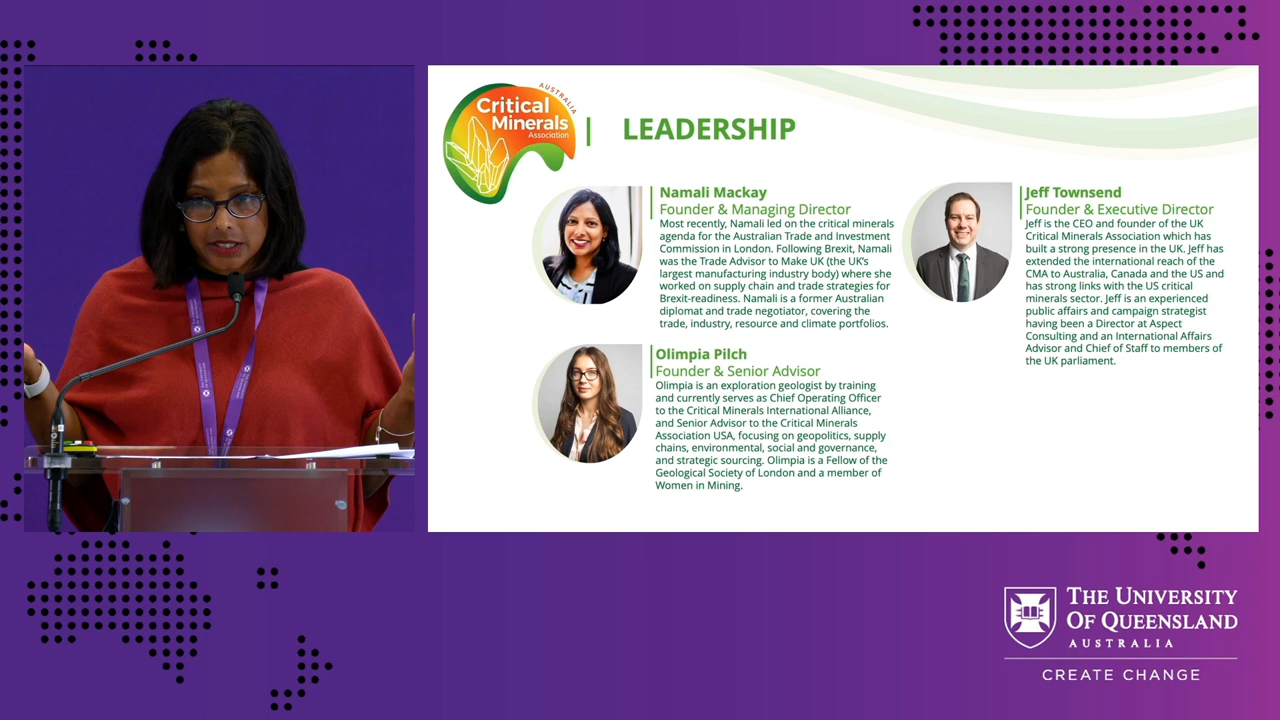 AUSTRALIA
Critical
Minerals
Association
LEADERSHIP
Namali Mackay
Founder & Managing Director
Most recently, Namali led on the critical minerals
agenda for the Australian Trade and Investment
Commission in London. Following Brexit, Namali
was the Trade Advisor to Make UK (the UK's
largest manufacturing industry body) where she
worked on supply chain and trade strategies for
Brexit-readiness. Namali is a former Australian
diplomat and trade negotiator, covering the
trade, industry, resource and climate portfolios.
Olimpia Pilch
Founder & Senior Advisor
Olimpia is an exploration geologist by training
and currently serves as Chief Operating Officer
to the Critical Minerals International Alliance,
and Senior Advisor to the Critical Minerals
Association USA, focusing on geopolitics, supply
chains, environmental, social and governance,
and strategic sourcing. Olimpia is a Fellow of the
Geological Society of London and a member of
Women in Mining.
Jeff Townsend
Founder & Executive Director
Jeff is the CEO and founder of the UK
Critical Minerals Association which has
built a strong presence in the UK. Jeff has
extended the international reach of the
CMA to Australia, Canada and the US and
has strong links with the US critical
minerals sector. Jeff is an experienced
public affairs and campaign strategist
having been a Director at Aspect
Consulting and an International Affairs
Advisor and Chief of Staff to members of
the UK parliament.
THE UNIVERSITY
OF QUEENSLAND
AUSTRALIA
CREATE CHANGE